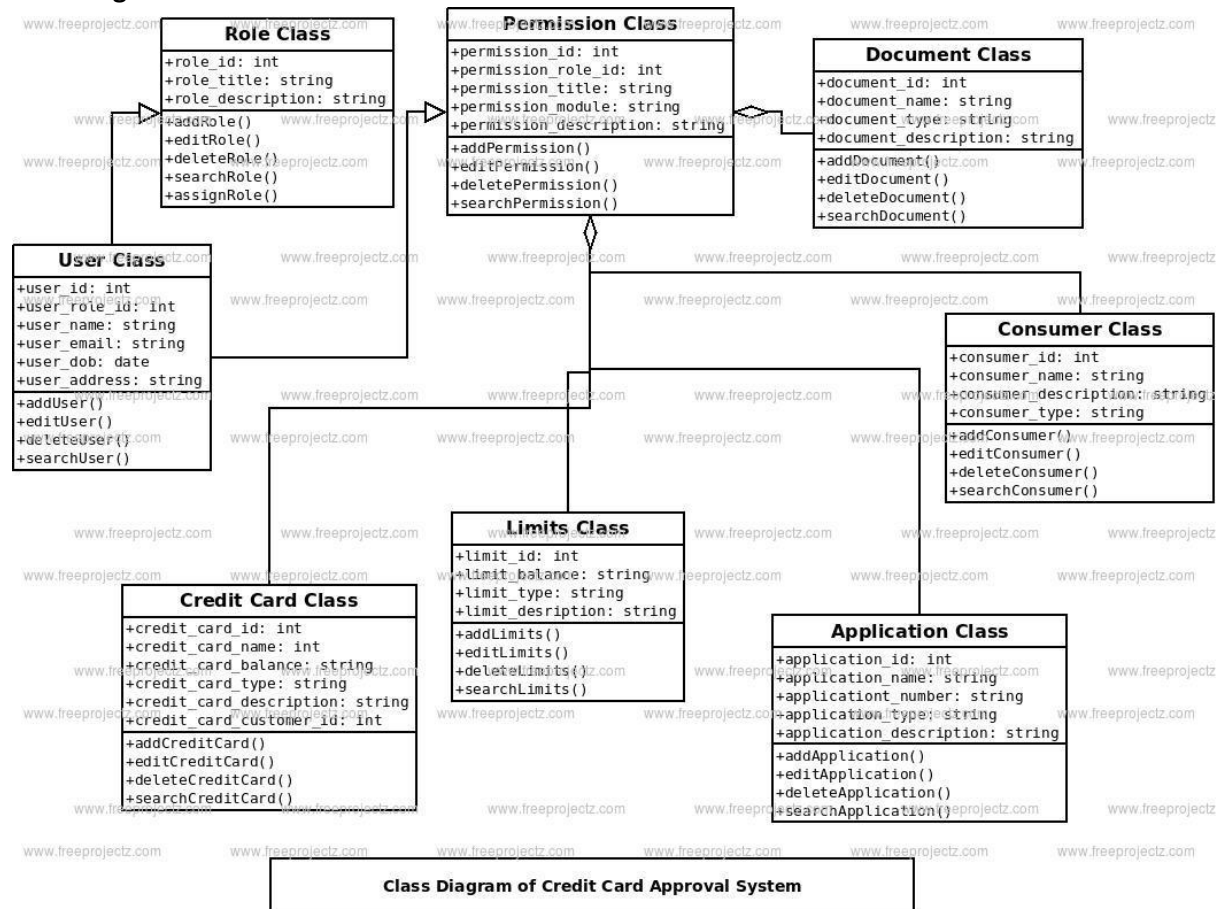 Role Class
+role_id: int
+role_title: string
+role_description: string
+addRole()
+editRole()
+deleteRole()
+searchRole()
+assignRole()
Permission Class
+permission_id: int
+permission_role_id: int
+permission_title: string
+permission_module: string
+permission_description: string
+addPermission()
+editPermission()
+deletePermission()
+searchPermission()
Document Class
+document_id: int
+document_name: string
+document_type: string
+document_description: string
+addDocument()
+editDocument()
+deleteDocument()
+searchDocument()
User Class
+user_id: int
+user_role_id: int
+user_name: string
+user_email: string
+user_dob: date
+user_address: string
+addUser()
+editUser()
+deleteUser()
+searchUser()
Consumer Class
+consumer_id: int
+consumer_name: string
+consumer_description: string
+consumer_type: string
+addConsumer()
+editConsumer()
+deleteConsumer()
+searchConsumer()
Limits Class
+limit_id: int
+limit_balance: string
+limit_type: string
+limit_desription: string
+addLimits()
+editLimits()
+deleteLimits()
+searchLimits()
Credit Card Class
+credit_card_id: int
+credit_card_name: int
+credit_card_balance: string
+credit_card_type: string
+credit_card_description: string
+credit_card_customer_id: int
+addCreditCard()
+editCreditCard()
+deleteCreditCard()
+searchCreditCard()
Application Class
+application_id: int
+application_name: string
+applicationt_number: string
+application_type: string
+application_description: string
+addApplication()
+editApplication()
+deleteApplication()
+searchApplication()
Class Diagram of Credit Card Approval System
www.freeprojectz.com